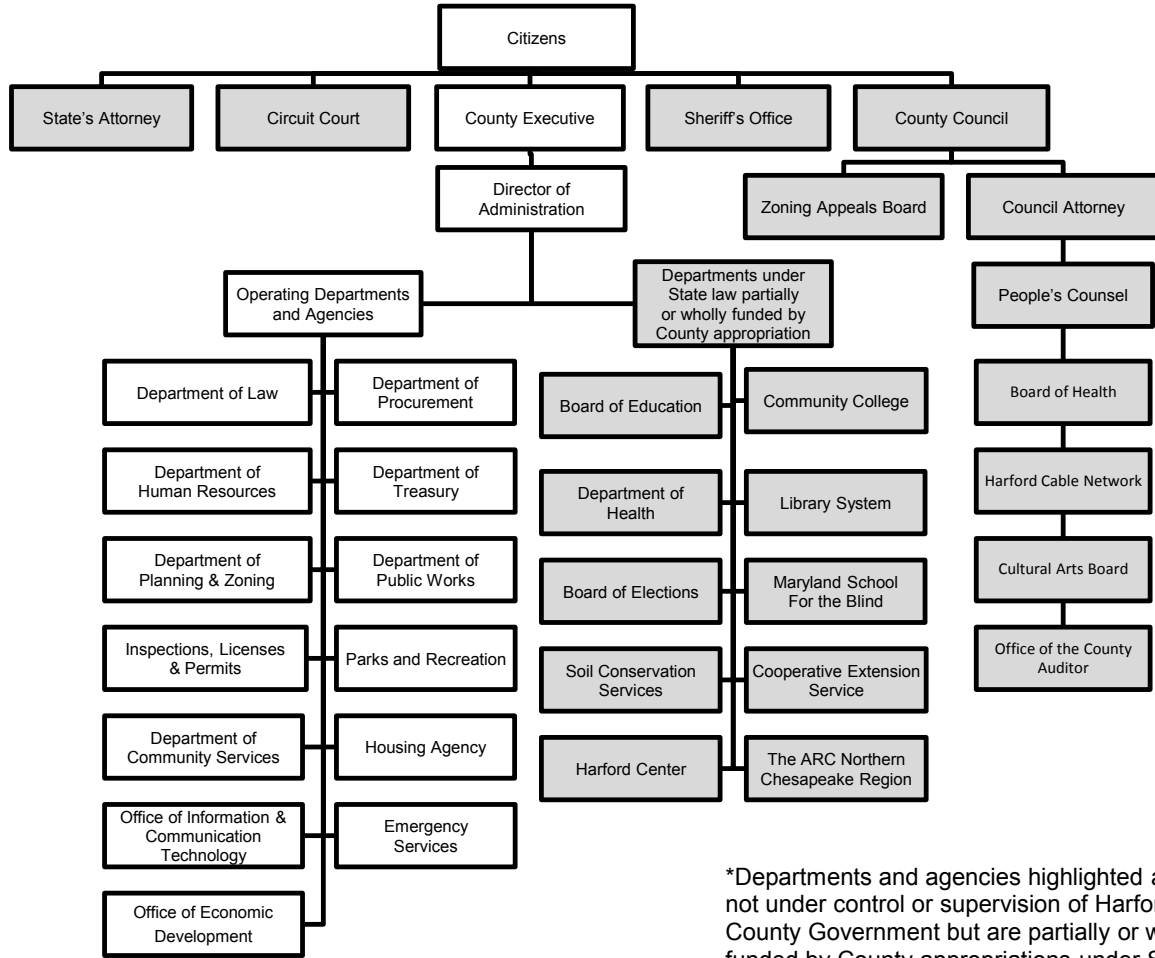 Citizens
State's Attorney
Circuit Court
County Executive
Sheriff's Office
County Council
Director of
Administration
Zoning Appeals Board
Council Attorney
Operating Departments
and Agencies
Departments under
State law partially
or wholly funded by
County appropriation
People's Counsel
Department of Law
Department of
Procurement
Board of Education
Community College
Board of Health
Department of
Human Resources
Department of
Treasury
Department of
Health
Library System
Harford Cable Network
Department of
Planning & Zoning
Department of
Public Works
Board of Elections
Maryland School
For the Blind
Cultural Arts Board
Inspections, Licenses
& Permits
Parks and Recreation
Soil Conservation
Services
Cooperative Extension
Service
Office of the County
Auditor
Department of
Community Services
Housing Agency
Harford Center
The ARC Northern
Chesapeake Region
Office of Information &
Communication
Technology
Emergency
Services
Office of Economic
Development
*Departments and agencies highlighted
not under control or supervision of
County Government but are partially or
funded by County appropriations under